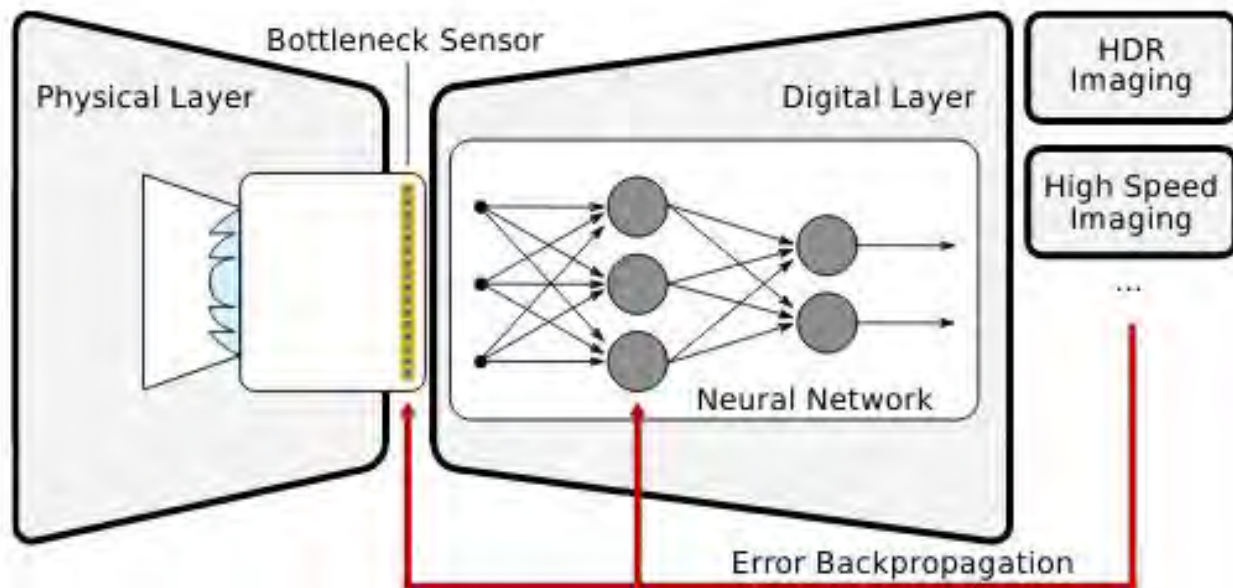 Bottleneck Sensor
Physical Layer
Digital Layer
HDR
Imaging
High Speed
Imaging
...
Neural Network
Error Backpropagation